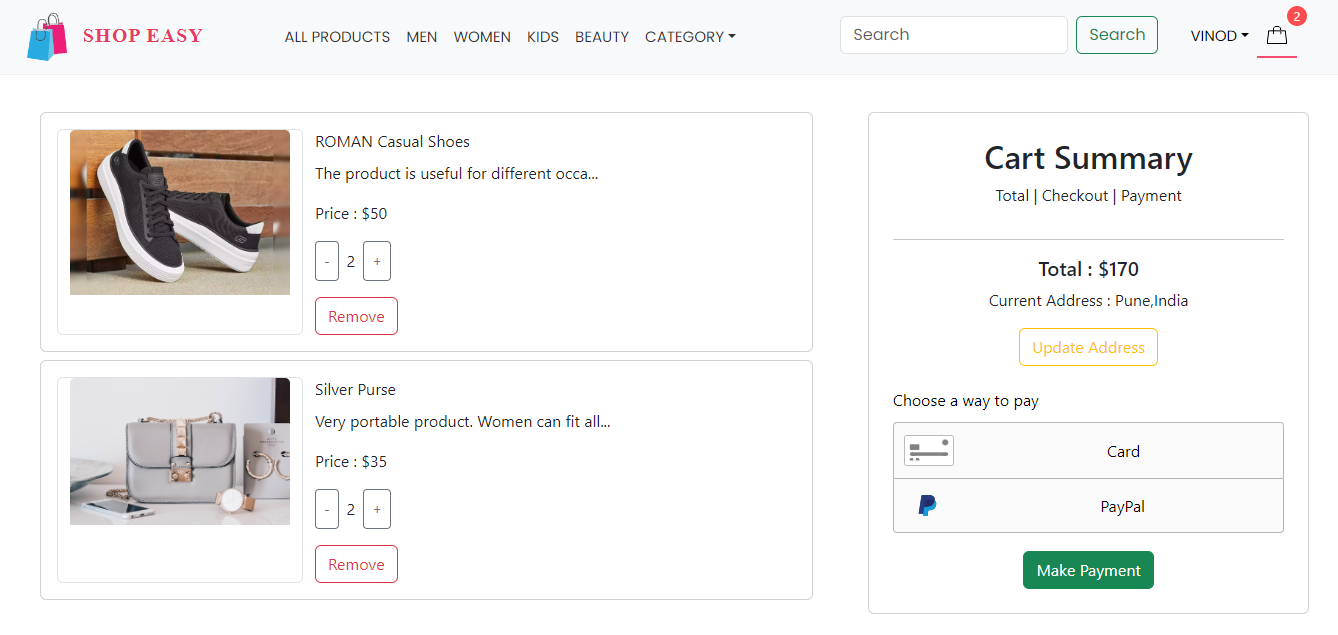 SHOP EASY
ALL PRODUCTS MEN WOMEN KIDS BEAUTY CATEGORY
Search Search VINOD 2
ROMAN Casual Shoes
The product is useful for different occa...
Price : $50
- 2 +
Remove
Silver Purse
Very portable product. Women can fit all...
Price : $35
- 2 +
Remove
Cart Summary
Total | Checkout | Payment
Total : $170
Current Address : Pune,India
Update Address
Choose a way to pay
Card
PayPal
Make Payment